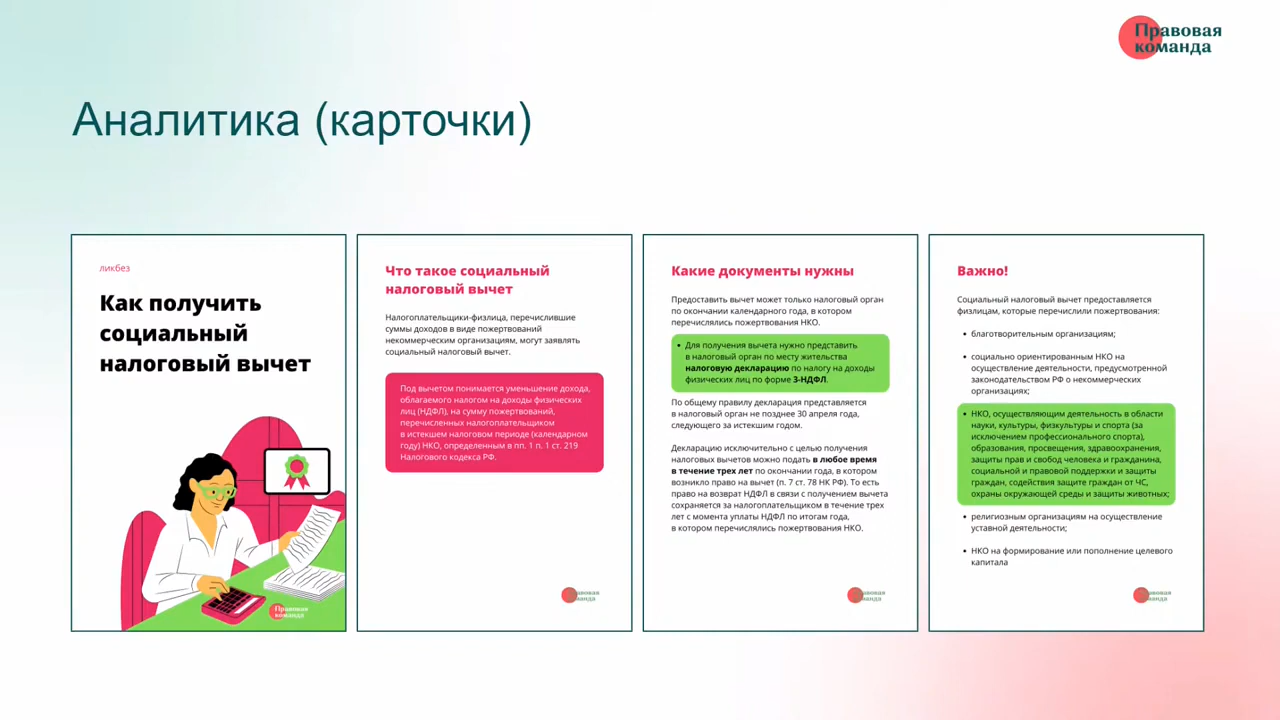 Правовая
команда
Аналитика (карточки)
ликбез
Как получить
социальный
налоговый вычет
Правовая
команда
Что такое социальный
налоговый вычет
Налогоплательщики-физлица, перечислившие
суммы доходов в виде пожертвований
некоммерческим организациям, могут заявлять
социальный налоговый вычет.
Под вычетом понимается уменьшение дохода,
облагаемого налогом на доходы физических
лиц (НДФЛ), на сумму пожертвований,
перечисленных налогоплательщиком
в истекшем налоговом периоде (календарном
году) НКО, определенным в пп. 1 п. 1 ст. 219
Налогового кодекса РФ.
Правовая
команда
Какие документы нужны
Предоставить вычет может только налоговый орган
по окончании календарного года, в котором
перечислялись пожертвования НКО.
• Для получения вычета нужно представить
в налоговый орган по месту жительства
налоговую декларацию по налогу на доходы
физических лиц по форме 3-НДФЛ.
По общему правилу декларация представляется
в налоговый орган не позднее 30 апреля года,
следующего за истекшим годом.
Декларацию исключительно с целью получения
налоговых вычетов можно подать в любое время
в течение трех лет по окончании года, в котором
возникло право на вычет (п. 7 ст. 78 НК РФ). То есть
право на возврат НДФЛ в связи с получением вычета
сохраняется за налогоплательщиком в течение трех
лет с момента уплаты НДФЛ по итогам года,
в котором перечислялись пожертвования НКО.
Правовая
команда
Важно!
Социальный налоговый вычет предоставляется
физлицам, которые перечислили пожертвования:
• благотворительным организациям;
• социально ориентированным НКО на
осуществление деятельности, предусмотренной
законодательством РФ о некоммерческих
организациях;
• НКО, осуществляющим деятельность в области
науки, культуры, физкультуры и спорта (за
исключением профессионального спорта),
образования, просвещения, здравоохранения,
защиты прав и свобод человека и гражданина,
социальной и правовой поддержки и защиты
граждан, содействия защите граждан от ЧС,
охраны окружающей среды и защиты животных;
• религиозным организациям на осуществление
уставной деятельности;
• НКО на формирование или пополнение целевого
капитала
Правовая
команда